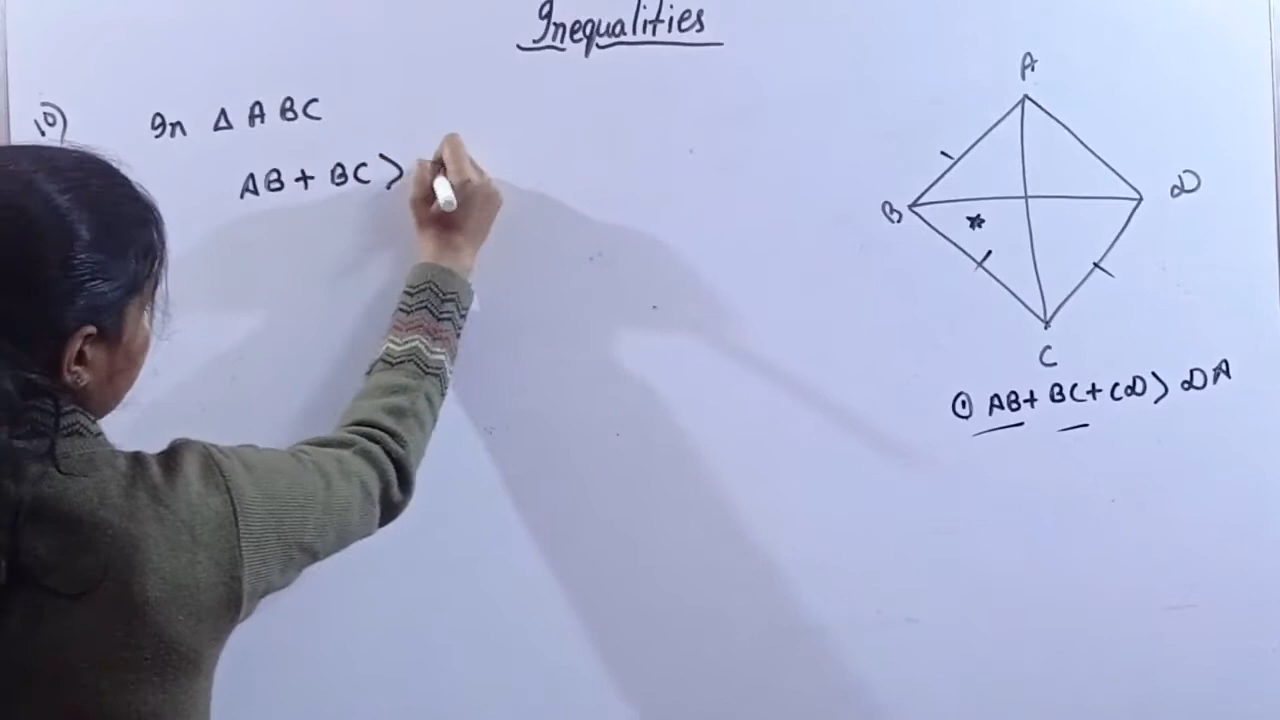 Inequalities
10) In Δ ABC
AB + BC >
A
B
D
C
① AB + BC + CD > DA